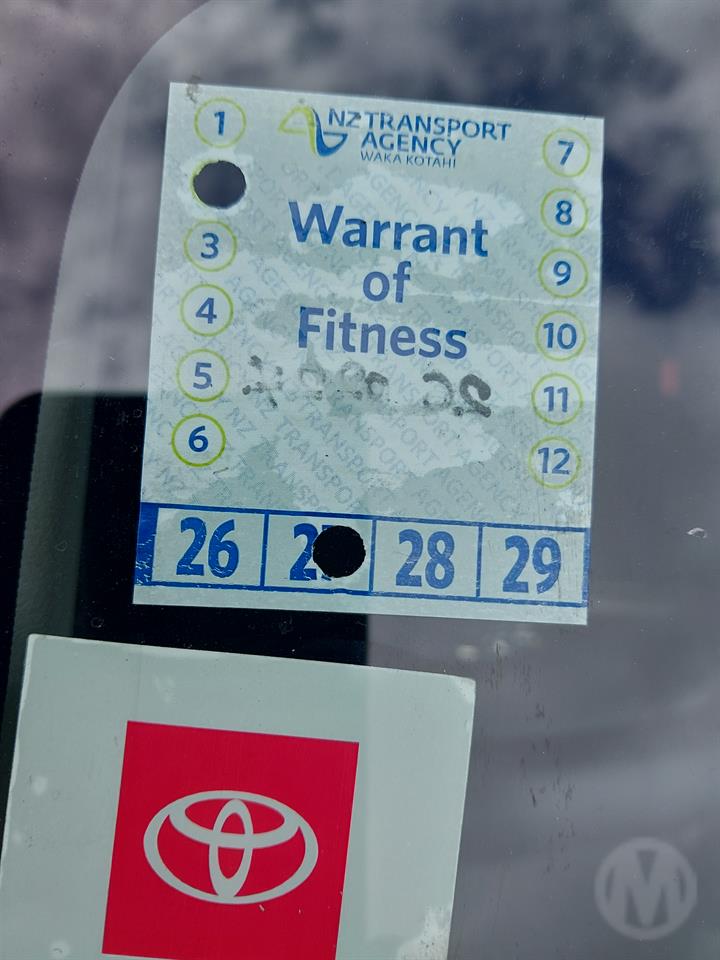 NZ TRANSPORT
AGENCY
WAKA KOTAHI
Warrant
of
Fitness
1
3
4
5
6
7
8
9
10
11
12
26 28 29
M